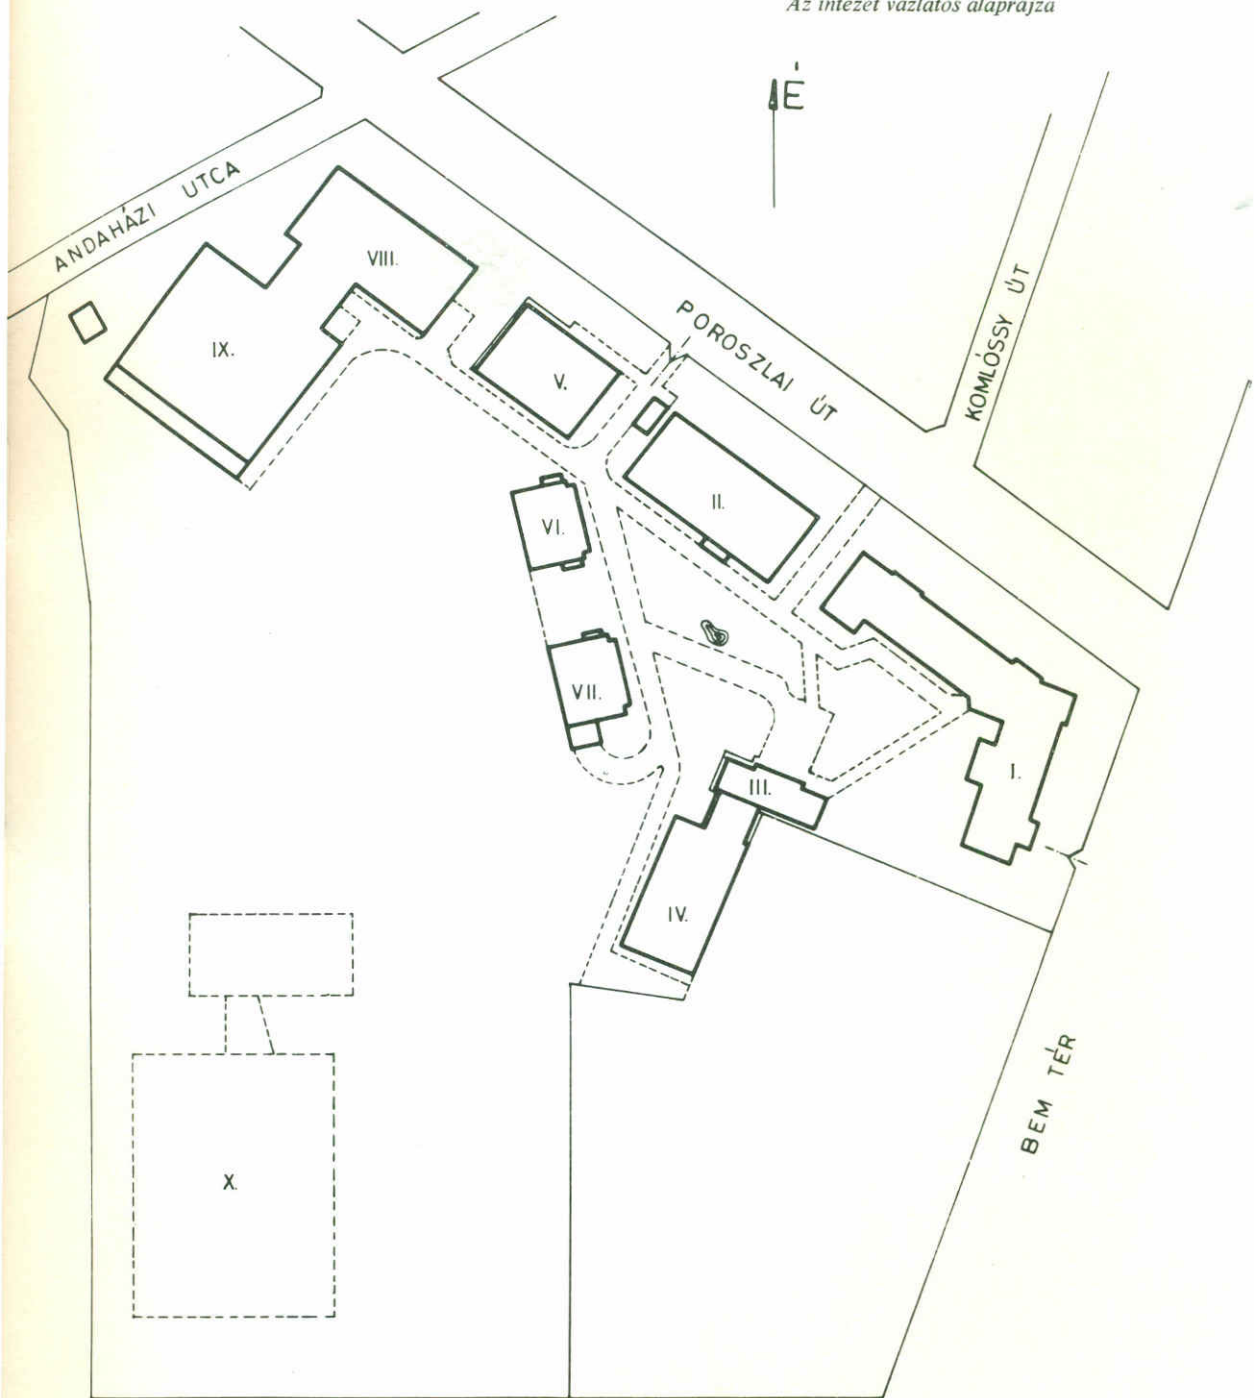 Az intézet vázlatos alaprajza
É
ANDAHÁZI UTCA
VIII.
IX.
POROSZLAI ÚT
KOMLÓSSY ÚT
V.
II.
VI.
VII.
I.
III.
IV.
BEM TÉR
X.